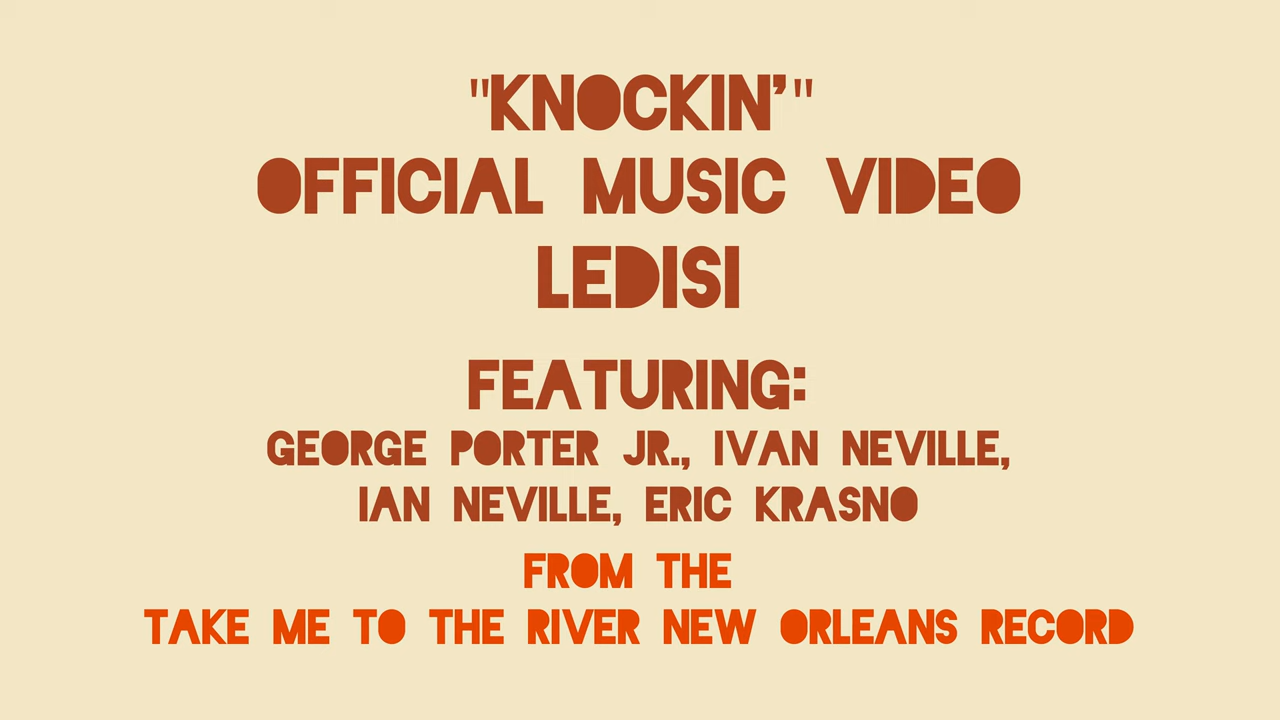 "KNOCKIN'"
OFFICIAL MUSIC VIDEO
LEDISI
FEATURING:
GEORGE PORTER JR., IVAN NEVILLE,
IAN NEVILLE, ERIC KRASNO
FROM THE
TAKE ME TO THE RIVER NEW ORLEANS RECORD